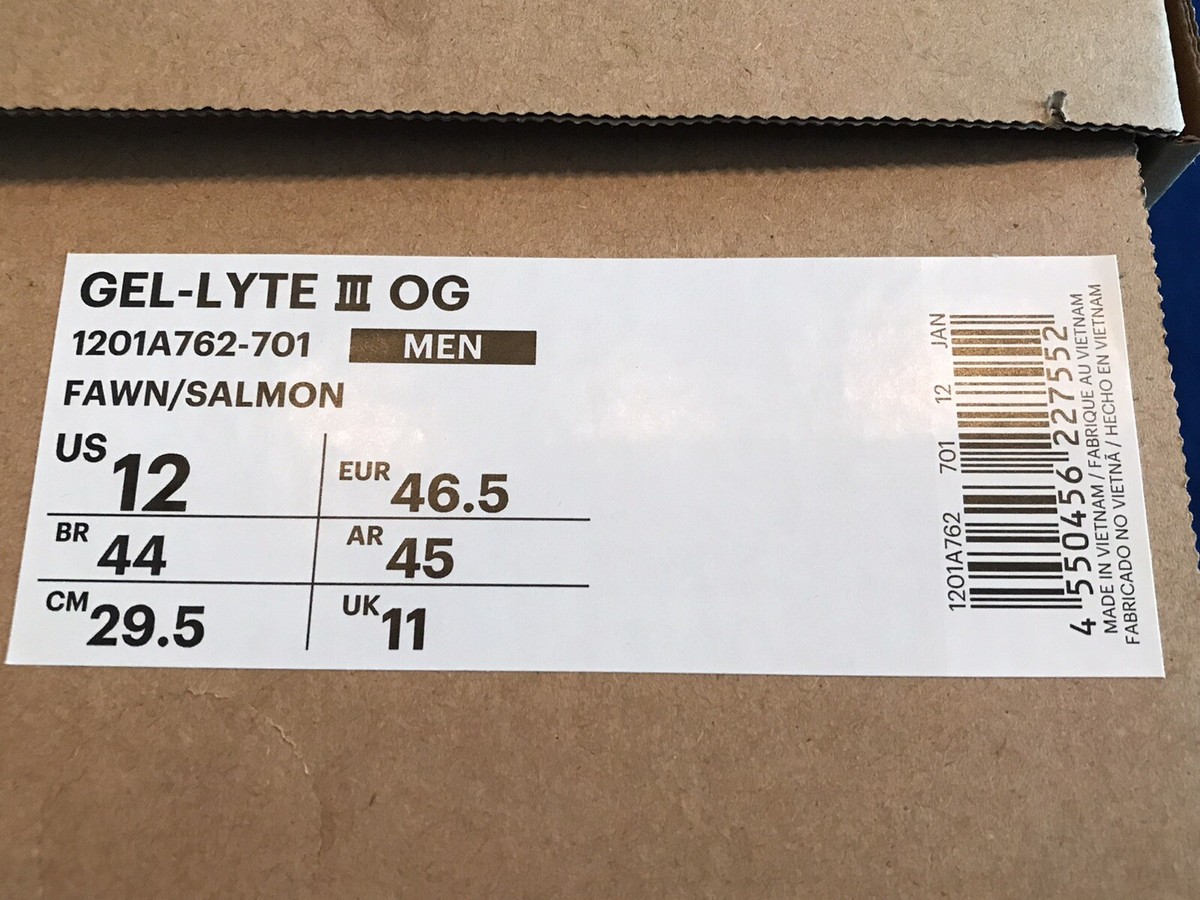 GEL-LYTE III OG
1201A762-701 MEN
FAWN/SALMON
US 12
EUR 46.5
BR 44
AR 45
CM 29.5
UK 11
1201A762 701 12 JAN
4 550456 227552
MADE IN VIETNAM / FABRIQUE AU VIETNAM
FABRICADO NO VIETNÃ / HECHO EN VIETNAM